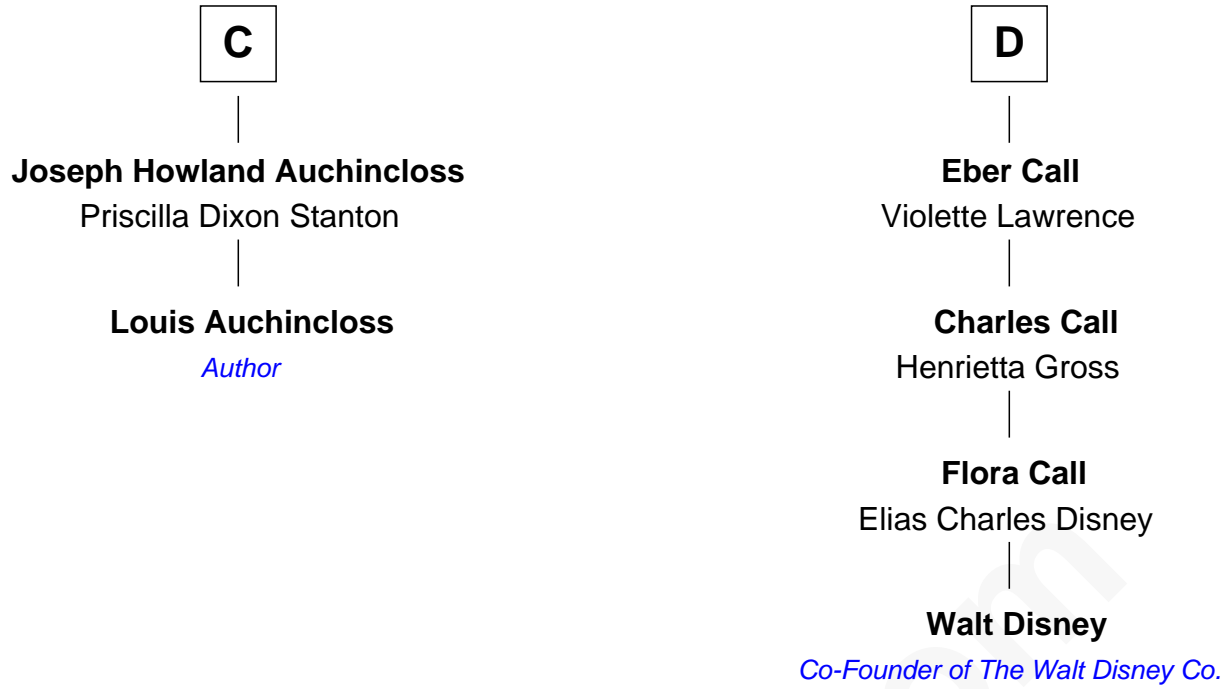 C
Joseph Howland Auchincloss
Priscilla Dixon Stanton
Louis Auchincloss
Author
D
Eber Call
Violette Lawrence
Charles Call
Henrietta Gross
Flora Call
Elias Charles Disney
Walt Disney
Co-Founder of The Walt Disney Co.